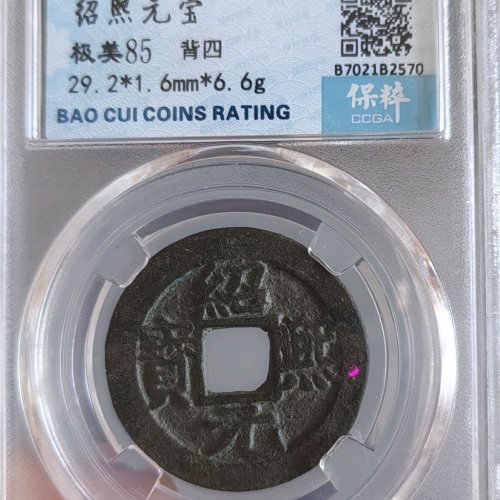 绍熙元宝
极美85 背四
29.2*1.6mm*6.6g
B7021B2570
BAO CUI COINS RATING
保粹
CCGA
紹熙元寶